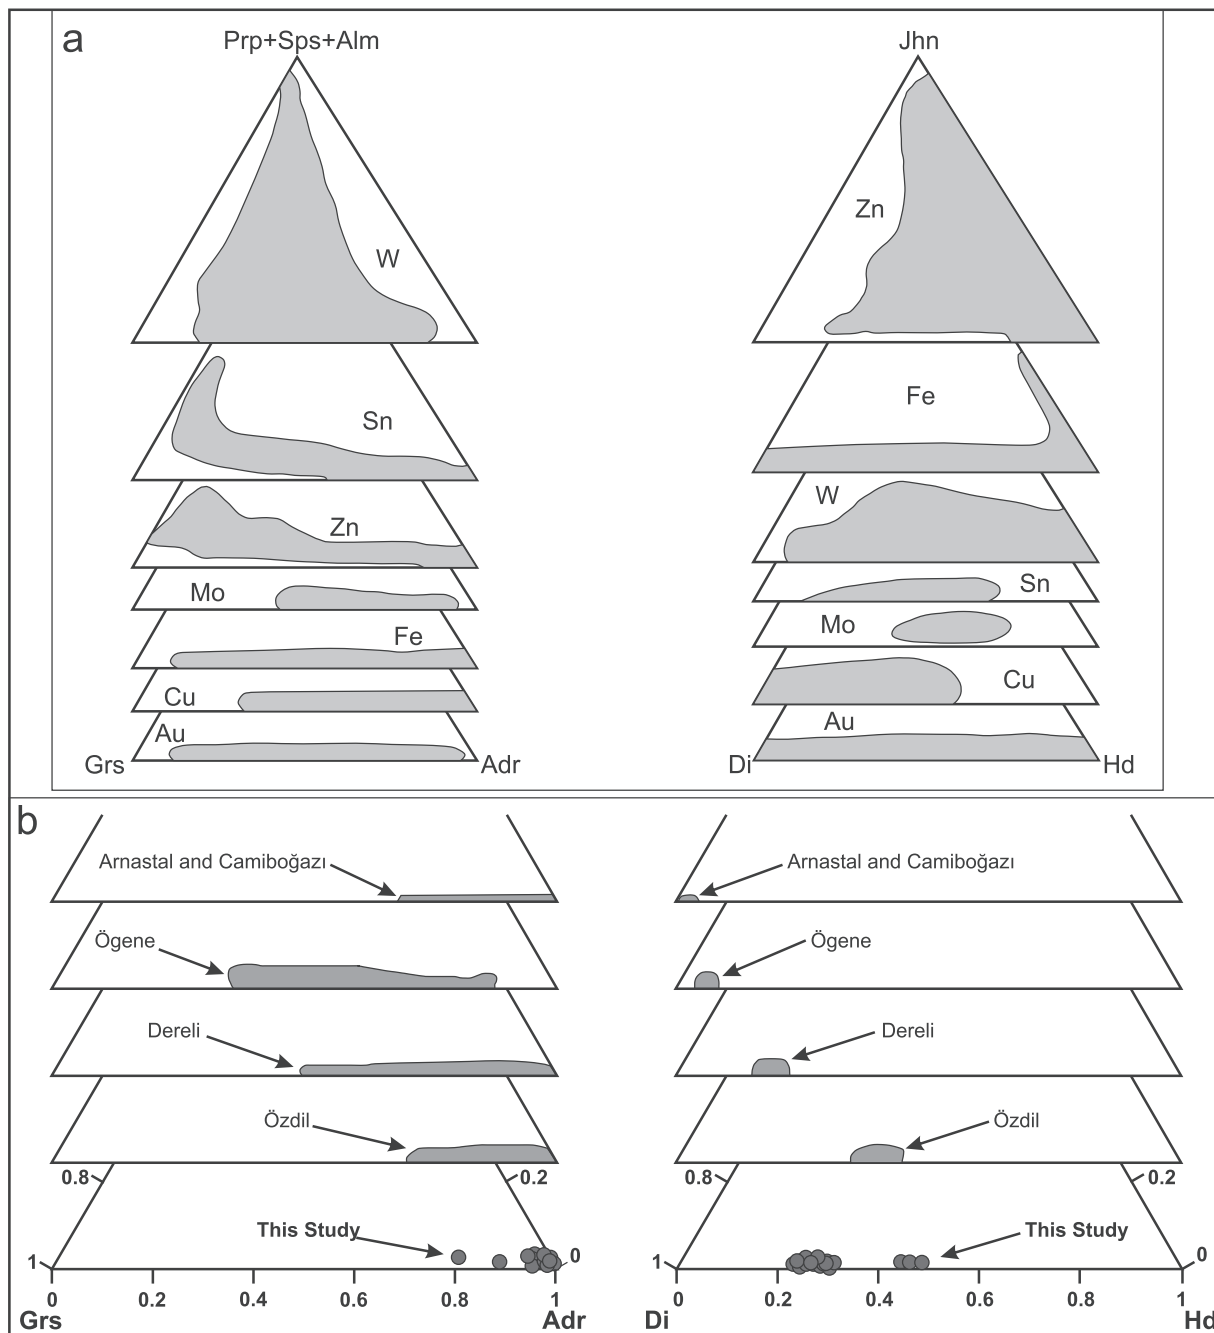 a
Prp+Sps+Alm
Jhn
W
Zn
Sn
Fe
Zn
W
Mo
Sn
Fe
Mo
Cu
Cu
Au
Au
Grs
Adr
Di
Hd
b
Arnastal and Camiboğazı
Arnastal and Camiboğazı
Ögene
Ögene
Dereli
Dereli
Özdil
Özdil
0.8
0.2
0.8
0.2
This Study
This Study
1
0
1
0
0 0.2 0.4 0.6 0.8 1
0 0.2 0.4 0.6 0.8 1
Grs
Adr
Di
Hd